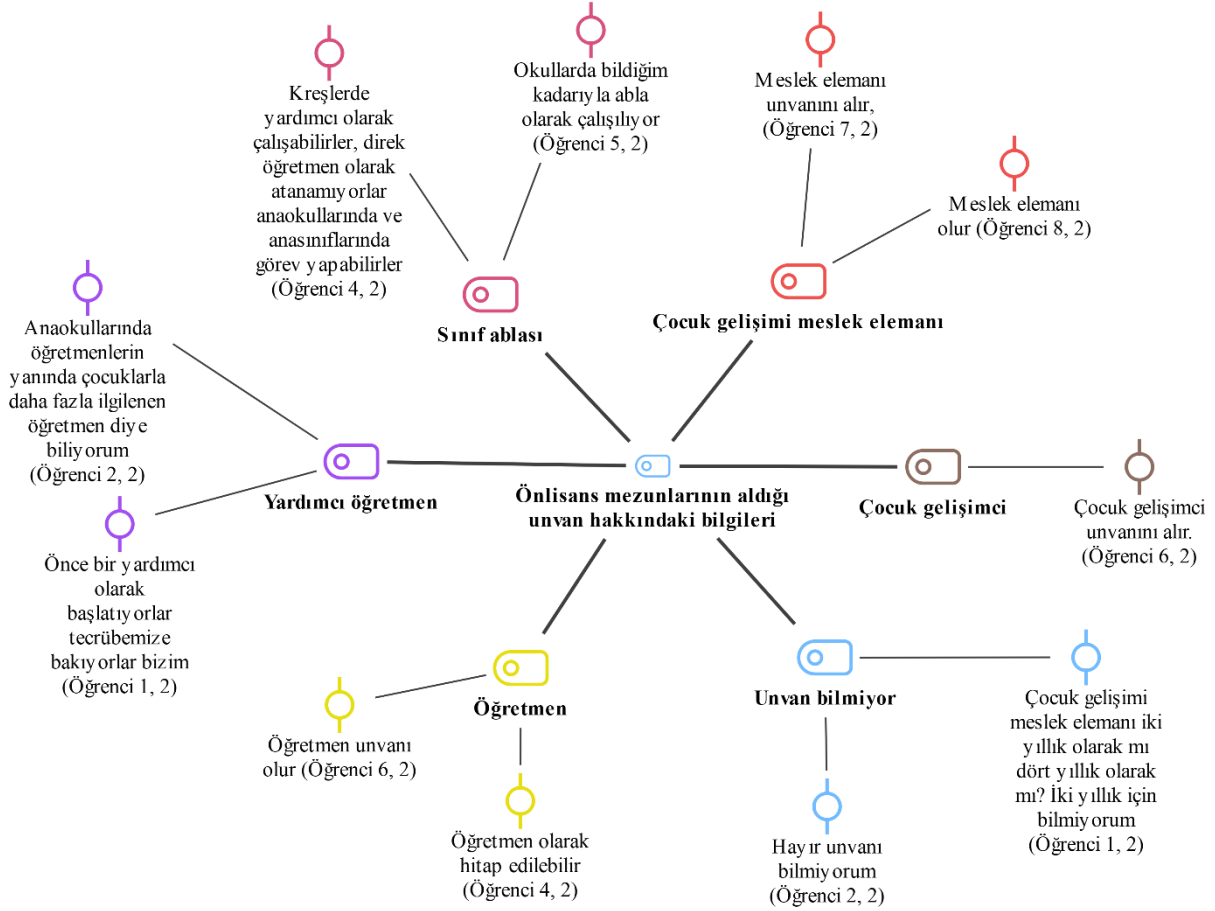 Kreşlerde
yardımcı olarak
çalışabilirler, direk
öğretmen olarak
atanamıyorlar
anaokullarında ve
anasınıflarında
görev yapabilirler
(Öğrenci 4, 2)
Okullarda bildiğim
kadarıyla abla
olarak çalışılıyor
(Öğrenci 5, 2)
Meslek elemanı
unvanını alır,
(Öğrenci 7, 2)
Meslek elemanı
olur (Öğrenci 8, 2)
Sınıf ablası
Çocuk gelişimi meslek elemanı
Anaokullarında
öğretmenlerin
yanında çocuklarla
daha fazla ilgilenen
öğretmen diye
biliyorum
(Öğrenci 2, 2)
Yardımcı öğretmen
Önlisans mezunlarının aldığı
unvan hakkındaki bilgileri
Çocuk gelişimci
Çocuk gelişimci
unvanını alır.
(Öğrenci 6, 2)
Önce bir yardımcı
olarak
başlatıyorlar
tecrübemize
bakıyorlar bizim
(Öğrenci 1, 2)
Öğretmen
Unvan bilmiyor
Öğretmen unvanı
olur (Öğrenci 6, 2)
Öğretmen olarak
hitap edilebilir
(Öğrenci 4, 2)
Hayır unvanı
bilmiyorum
(Öğrenci 2, 2)
Çocuk gelişimi
meslek elemanı iki
yıllık olarak mı
dört yıllık olarak
mı? İki yıllık için
bilmiyorum
(Öğrenci 1, 2)